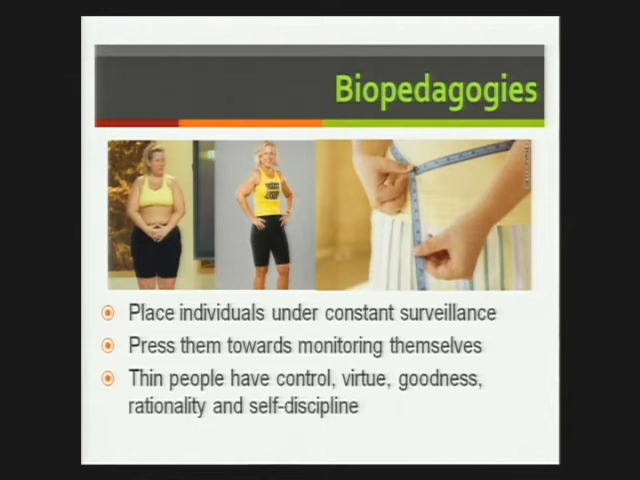 Biopedagogies
Place individuals under constant surveillance
Press them towards monitoring themselves
Thin people have control, virtue, goodness,
rationality and self-discipline